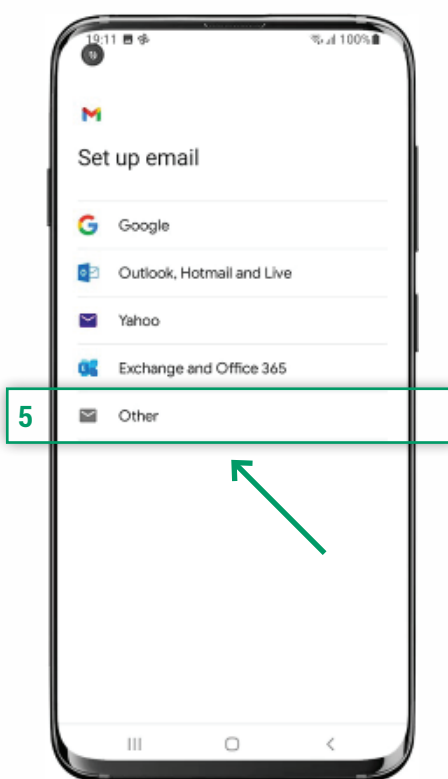 19:11 100%
Set up email
Google
Outlook, Hotmail and Live
Yahoo
Exchange and Office 365
5 Other